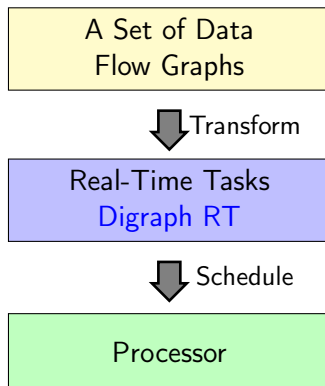 A Set of Data
Flow Graphs
Transform
Real-Time Tasks
Digraph RT
Schedule
Processor